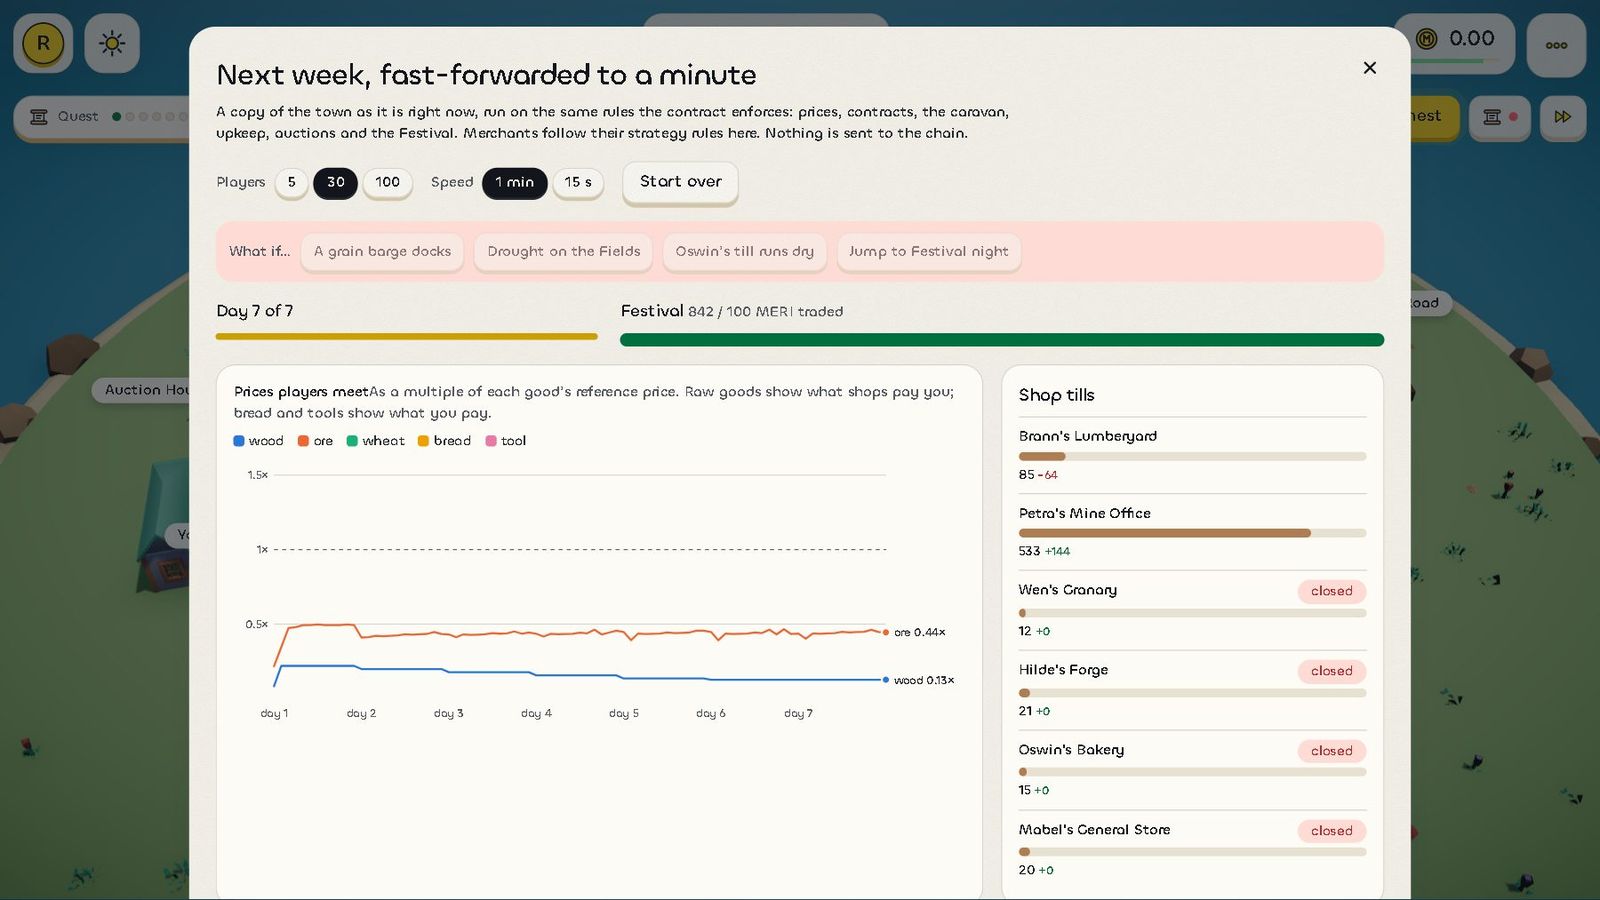 R
0.00
Quest
nest
oad
Auction Hou
Yo
Next week, fast-forwarded to a minute
A copy of the town as it is right now, run on the same rules the contract enforces: prices, contracts, the caravan,
upkeep, auctions and the Festival. Merchants follow their strategy rules here. Nothing is sent to the chain.
Players 5 30 100 Speed 1 min 15 s Start over
What if... A grain barge docks Drought on the Fields Oswin's till runs dry Jump to Festival night
Day 7 of 7
Festival 842 / 100 MERI traded
Prices players meetAs a multiple of each good's reference price. Raw goods show what shops pay you;
bread and tools show what you pay.
wood ore wheat bread tool
1.5×
1×
0.5×
ore 0.44×
wood 0.13×
day 1 day 2 day 3 day 4 day 5 day 6 day 7
Shop tills
Brann's Lumberyard
85 -64
Petra's Mine Office
533 +144
Wen's Granary closed
12 +0
Hilde's Forge closed
21 +0
Oswin's Bakery closed
15 +0
Mabel's General Store closed
20 +0